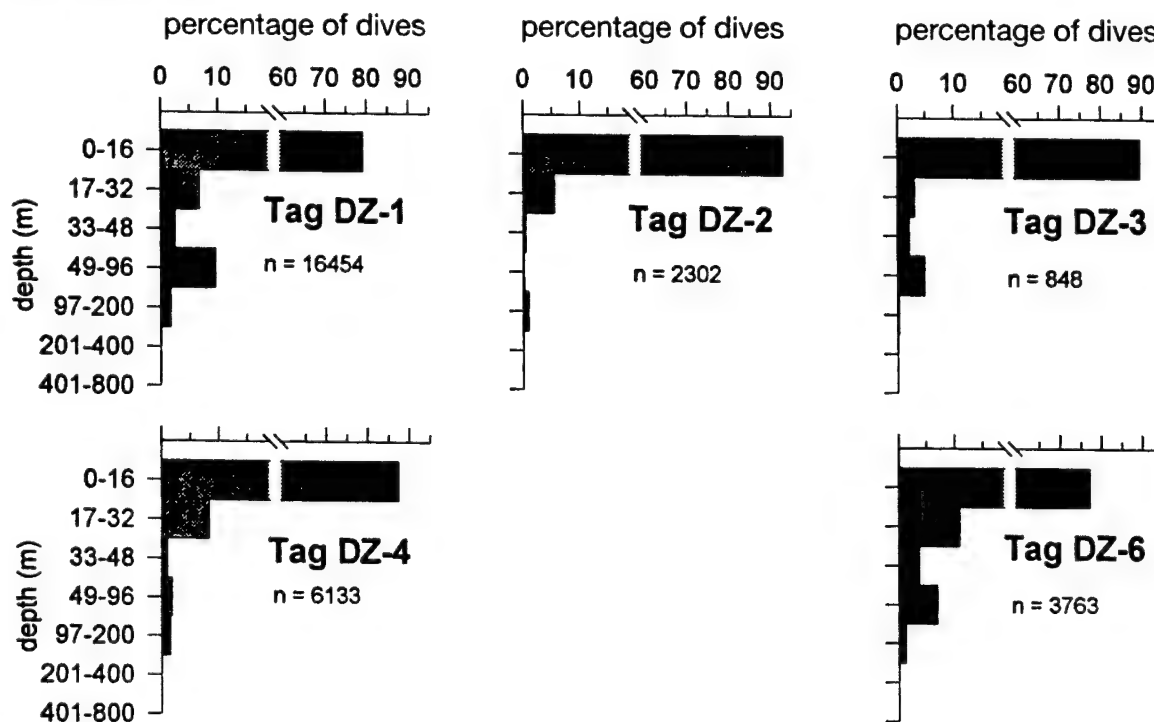 percentage of dives
0 10 60 70 80 90
depth (m)
0-16
17-32
33-48
49-96
97-200
201-400
401-800
Tag DZ-1
n = 16454
percentage of dives
0 10 60 70 80 90
Tag DZ-2
n = 2302
percentage of dives
0 10 60 70 80 90
Tag DZ-3
n = 848
depth (m)
0-16
17-32
33-48
49-96
97-200
201-400
401-800
Tag DZ-4
n = 6133
Tag DZ-6
n = 3763